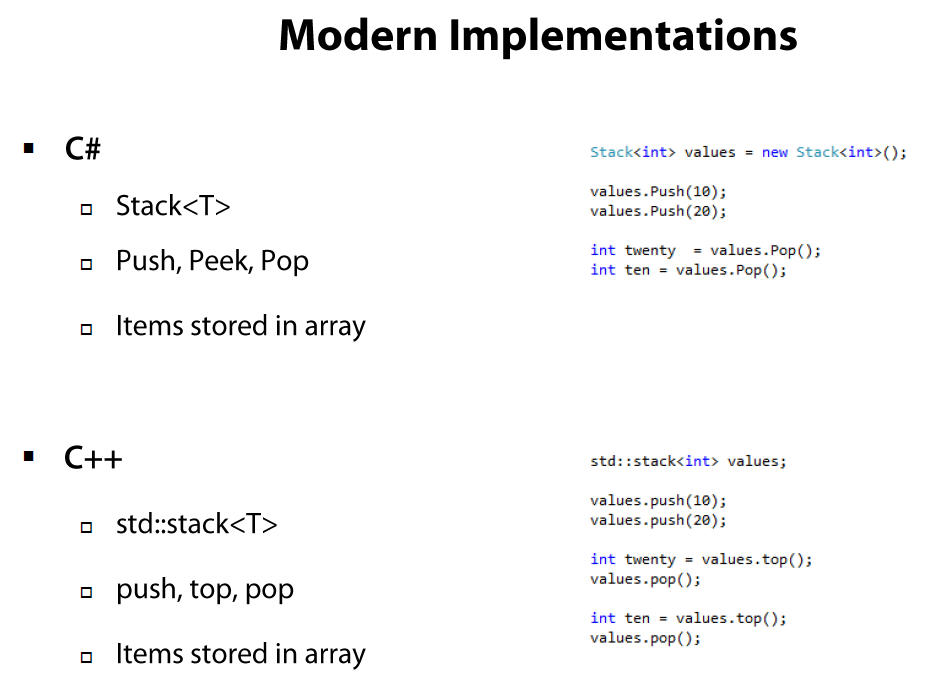 Modern Implementations
C#
Stack<T>
Push, Peek, Pop
Items stored in array
Stack<int> values = new Stack<int>();
values.Push(10);
values.Push(20);
int twenty  = values.Pop();
int ten = values.Pop();
C++
std::stack<T>
push, top, pop
Items stored in array
std::stack<int> values;
values.push(10);
values.push(20);
int twenty = values.top();
values.pop();
int ten = values.top();
values.pop();